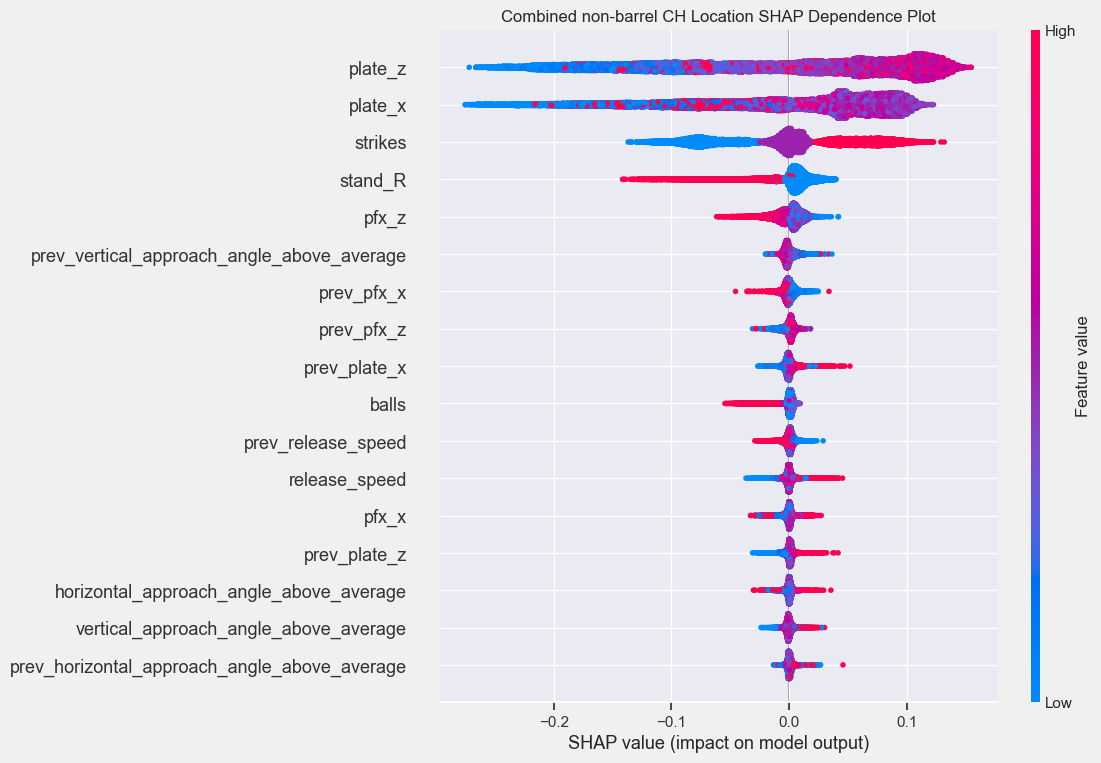 Combined non-barrel CH Location SHAP Dependence Plot
High
plate_z
plate_x
strikes
stand_R
pfx_z
prev_vertical_approach_angle_above_average
prev_pfx_x
prev_pfx_z
prev_plate_x
balls
prev_release_speed
release_speed
pfx_x
prev_plate_z
horizontal_approach_angle_above_average
vertical_approach_angle_above_average
prev_horizontal_approach_angle_above_average
Feature value
Low
−0.2 −0.1 0.0 0.1
SHAP value (impact on model output)